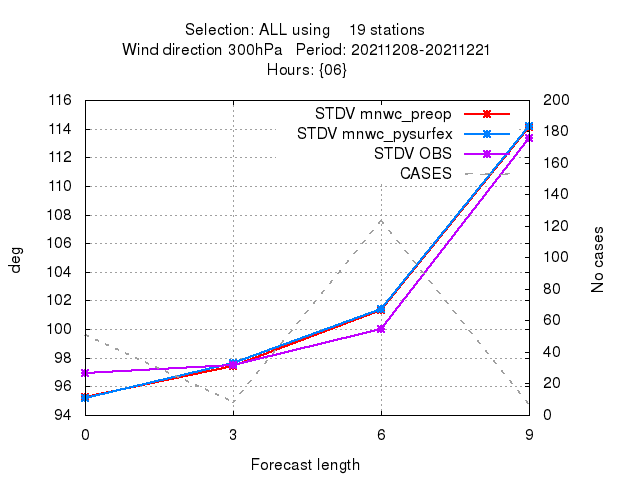 Selection: ALL using 19 stations
Wind direction 300hPa Period: 20211208-20211221
Hours: {06}
116
114
112
110
108
106
104
102
100
98
96
94
200
180
160
140
120
100
80
60
40
20
0
STDV mnwc_preop
STDV mnwc_pysurfex
STDV OBS
CASES
deg
No cases
0 3 6 9
Forecast length